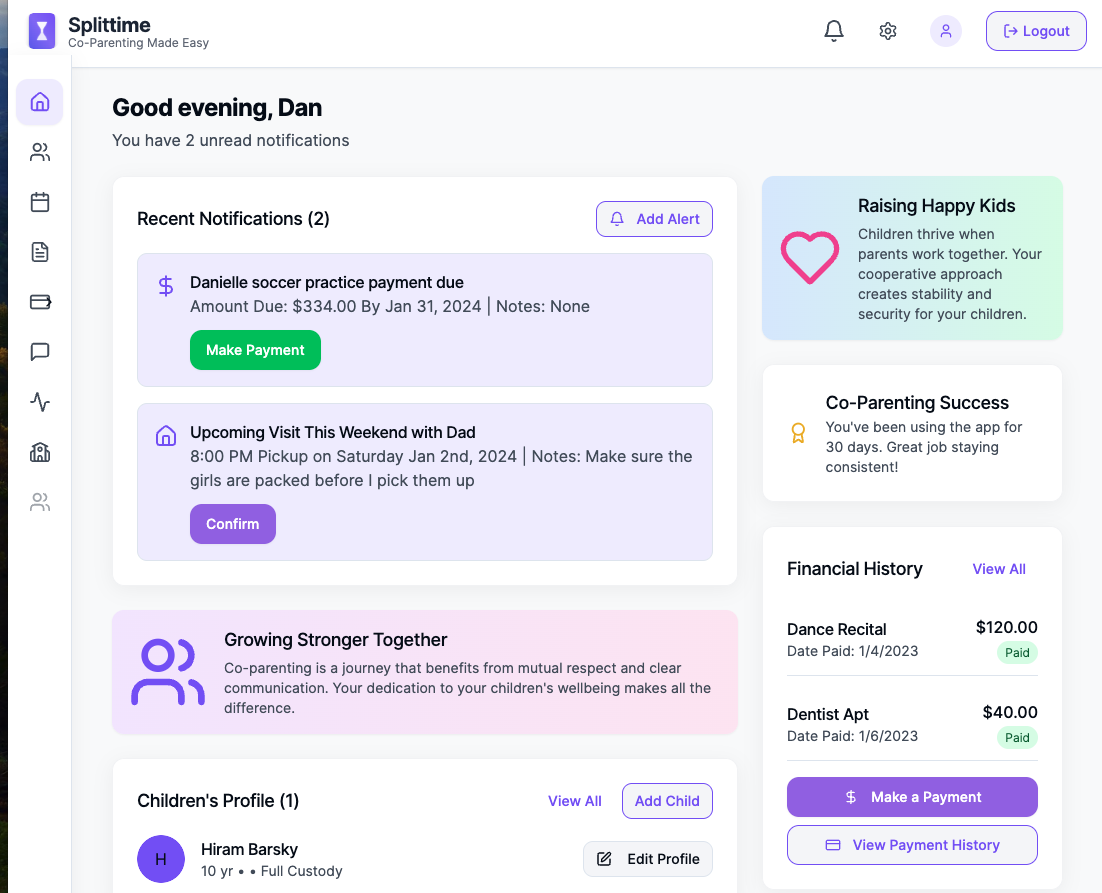 Splittime
Co-Parenting Made Easy
Logout
Good evening, Dan
You have 2 unread notifications
Recent Notifications (2)
Add Alert
Danielle soccer practice payment due
Amount Due: $334.00 By Jan 31, 2024 | Notes: None
Make Payment
Upcoming Visit This Weekend with Dad
8:00 PM Pickup on Saturday Jan 2nd, 2024 | Notes: Make sure the
girls are packed before I pick them up
Confirm
Growing Stronger Together
Co-parenting is a journey that benefits from mutual respect and clear
communication. Your dedication to your children's wellbeing makes all the
difference.
Children's Profile (1)
View All
Add Child
H
Hiram Barsky
10 yr • • Full Custody
Edit Profile
Raising Happy Kids
Children thrive when
parents work together. Your
cooperative approach
creates stability and
security for your children.
Co-Parenting Success
You've been using the app for
30 days. Great job staying
consistent!
Financial History
View All
Dance Recital
$120.00
Date Paid: 1/4/2023
Paid
Dentist Apt
$40.00
Date Paid: 1/6/2023
Paid
Make a Payment
View Payment History